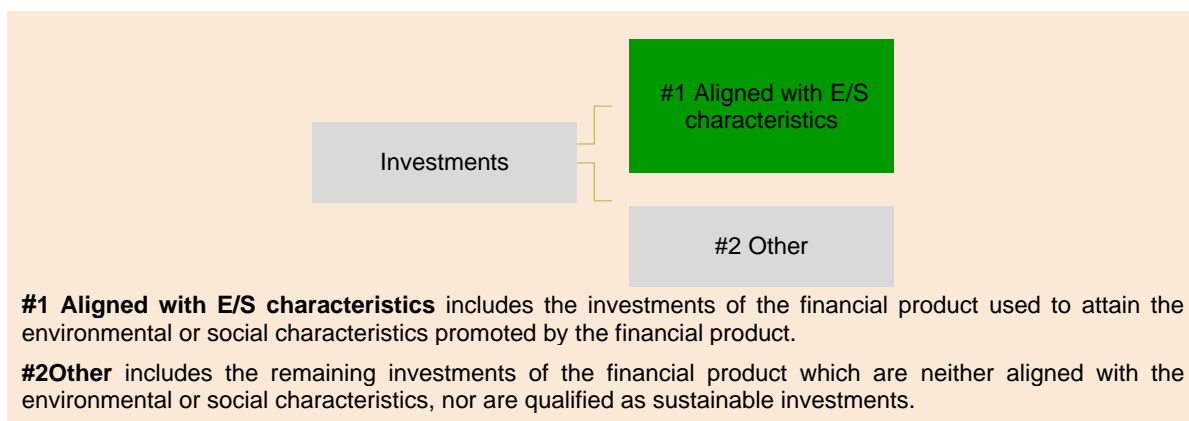 #1 Aligned with E/S
characteristics
Investments
#2 Other
#1 Aligned with E/S characteristics includes the investments of the financial product used to attain the
environmental or social characteristics promoted by the financial product.
#2Other includes the remaining investments of the financial product which are neither aligned with the
environmental or social characteristics, nor are qualified as sustainable investments.